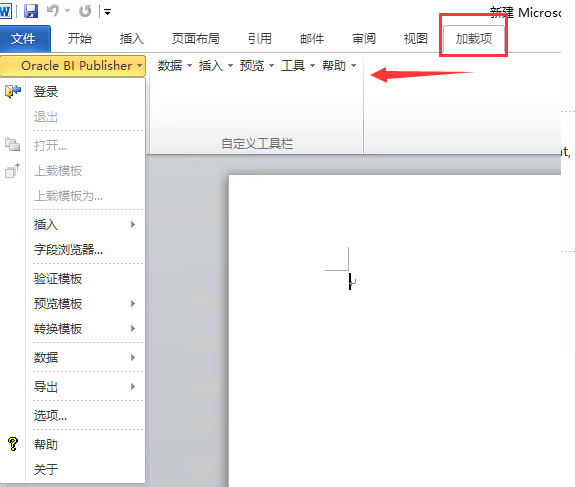 新建 Microsof
文件 开始 插入 页面布局 引用 邮件 审阅 视图 加载项
Oracle BI Publisher 数据 插入 预览 工具 帮助
自定义工具栏
登录
退出
打开...
上载模板
上载模板为...
插入
字段浏览器...
验证模板
预览模板
转换模板
数据
导出
选项...
帮助
关于